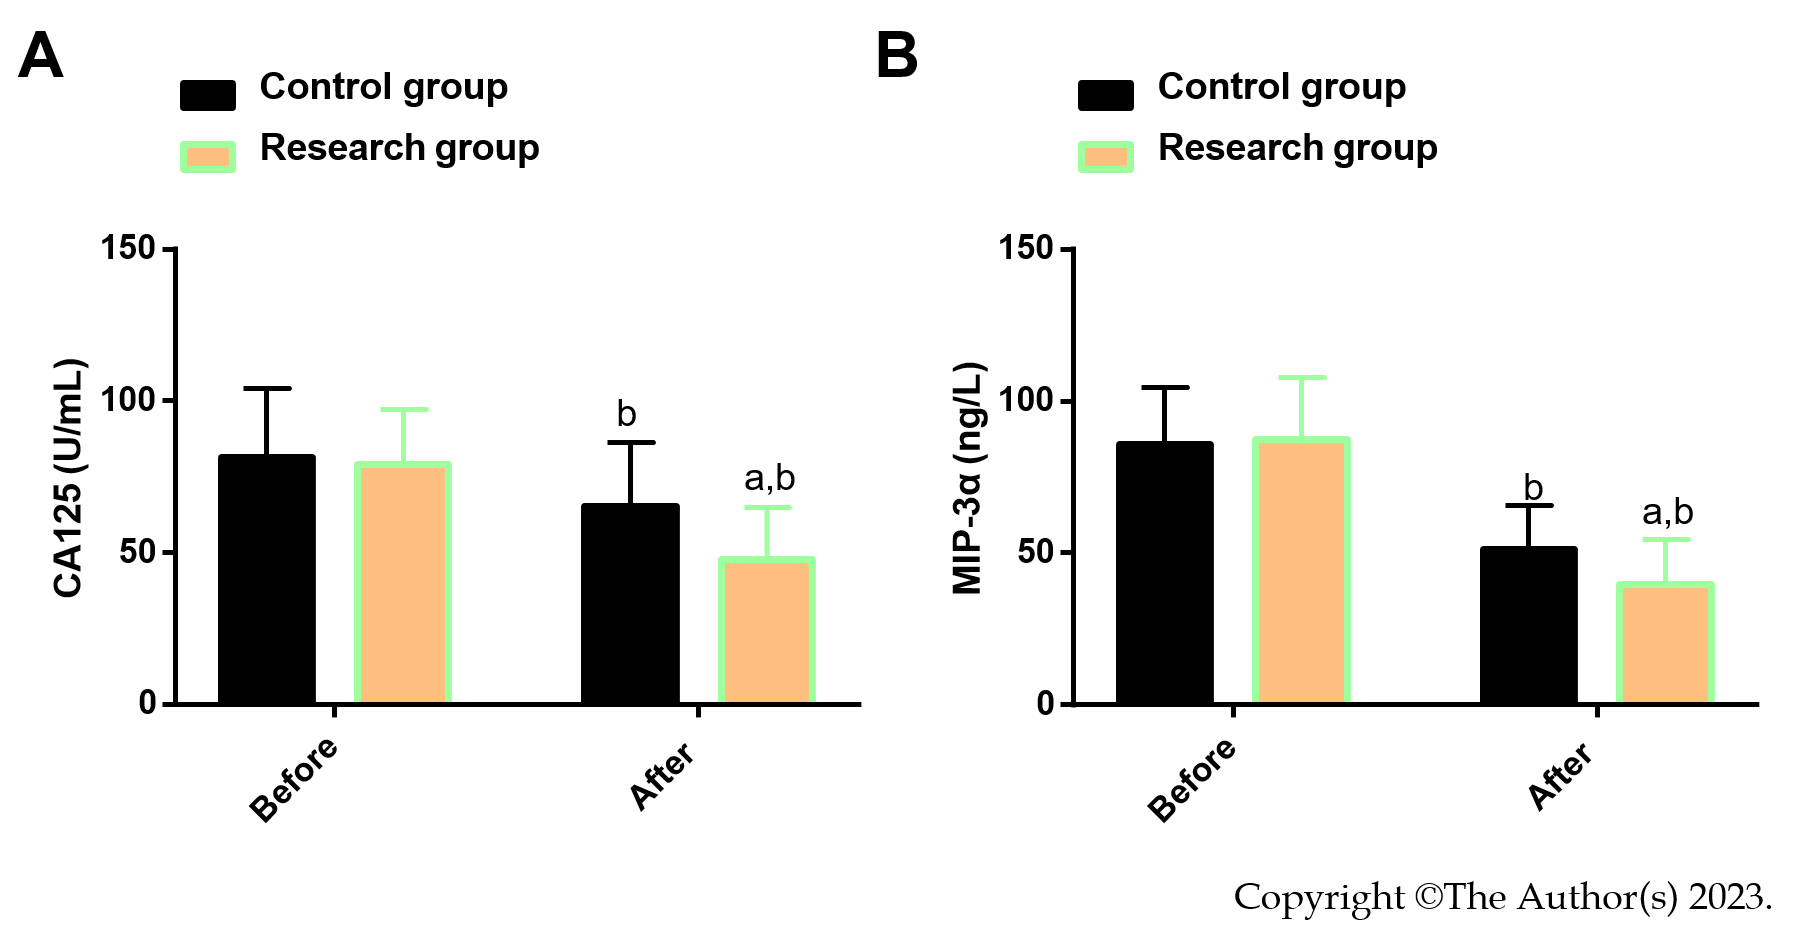 A
Control group
Research group
150
100
50
0
CA125 (U/mL)
b
a,b
Before
After
B
Control group
Research group
150
100
50
0
MIP-3α (ng/L)
b
a,b
Before
After
Copyright ©The Author(s) 2023.